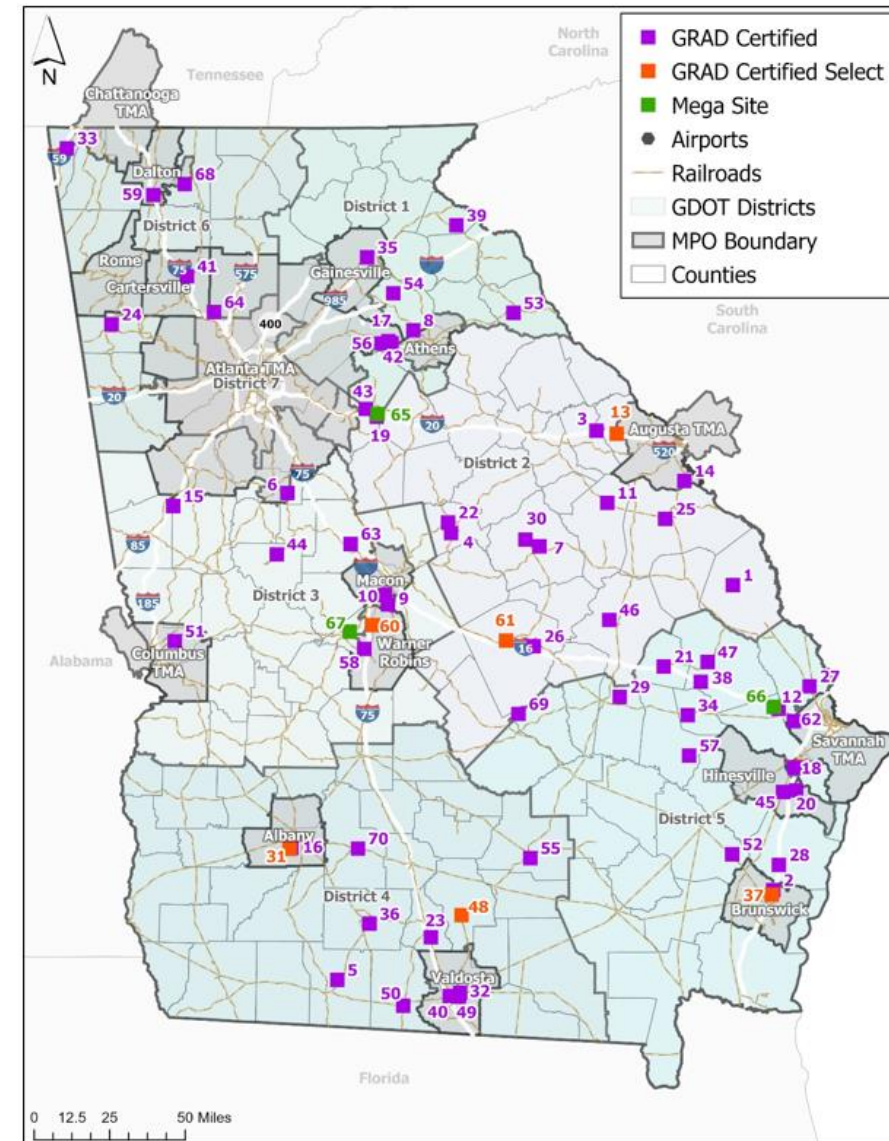 North
Carolina
Tennessee
N
GRAD Certified
GRAD Certified Select
Mega Site
Airports
Railroads
GDOT Districts
MPO Boundary
Counties
Chattanooga
TMA
33
59
Dalton
68
59
District 6
District 1
39
35
Rome
41
75
575
Gainesville
Cartersville
985
54
64
53
South
Carolina
24
400
17
8
56
42
Athens
Atlanta TMA
District 7
20
43
65
19
20
3
13
Augusta TMA
520
District 2
14
6
75
15
11
22
25
4
30
7
85
63
44
1
Macon
185
District 3
10
9
46
67
60
61
26
51
Warner
Robins
16
Alabama
Columbus
TMA
58
21
47
38
27
29
66
12
34
62
69
75
57
Savannah
TMA
Hinesville
18
45
20
District 5
Albany
16
70
31
55
52
28
District 4
48
2
37
Brunswick
36
23
5
Valdosta
50
32
40
49
Florida
0 12.5 25 50 Miles